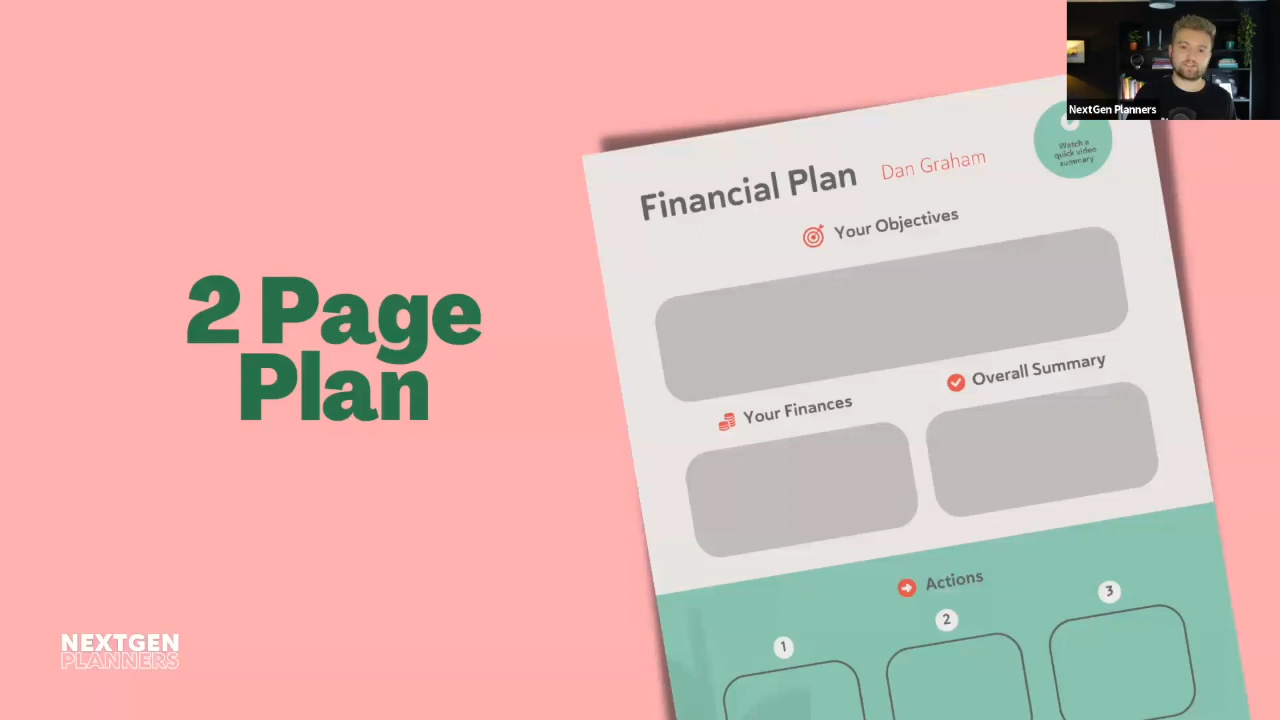 NextGen Planners
Watch a
quick video
summary
Financial Plan Dan Graham
Your Objectives
2 Page
Plan
Your Finances
Overall Summary
Actions
1
2
3
NEXTGEN
PLANNERS